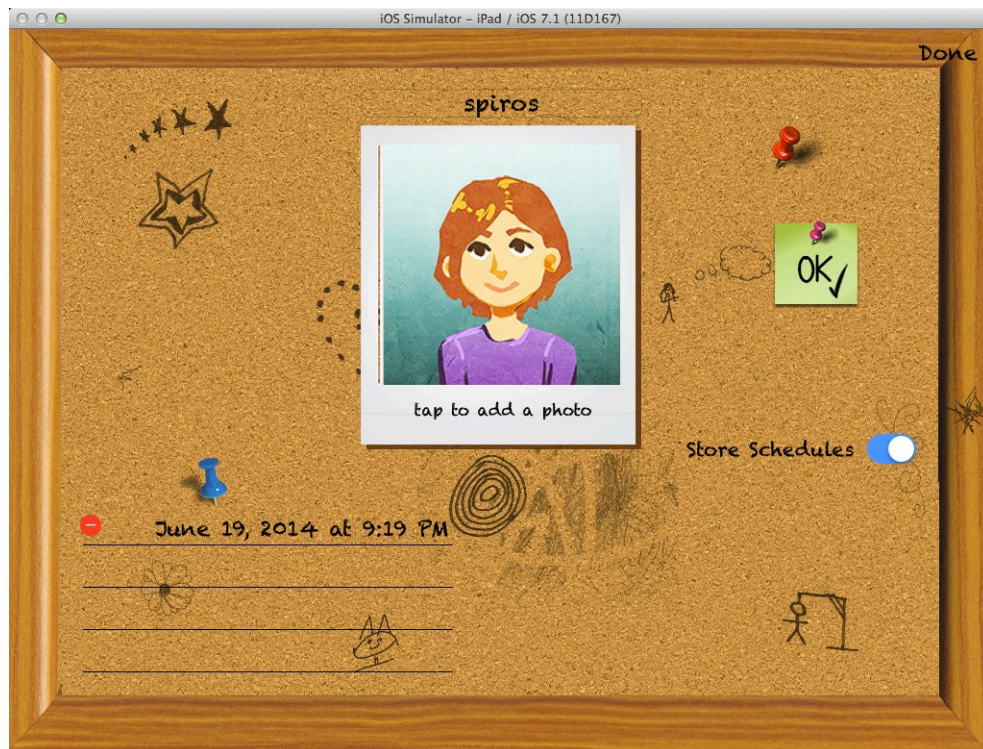 iOS Simulator – iPad / iOS 7.1 (11D167)
Done
spiros
OK
tap to add a photo
Store Schedules
June 19, 2014 at 9:19 PM